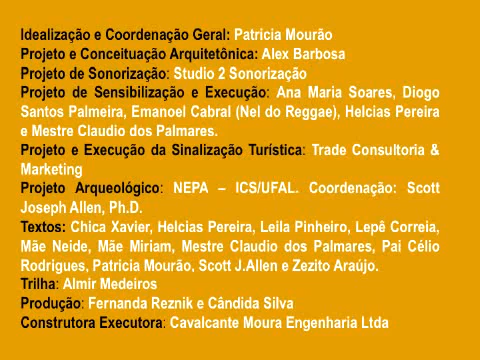 Idealização e Coordenação Geral: Patrícia Mourão
Projeto e Conceituação Arquitetônica: Alex Barbosa
Projeto de Sonorização: Studio 2 Sonorização
Projeto de Sensibilização e Execução: Ana Maria Soares, Diogo
Santos Palmeira, Emanoel Cabral (Nel do Reggae), Helcias Pereira
e Mestre Claudio dos Palmares.
Projeto e Execução da Sinalização Turística: Trade Consultoria &
Marketing
Projeto Arqueológico: NEPA – ICS/UFAL. Coordenação: Scott
Joseph Allen, Ph.D.
Textos: Chica Xavier, Helcias Pereira, Leila Pinheiro, Lepê Correia,
Mãe Neide, Mãe Miriam, Mestre Claudio dos Palmares, Pai Célio
Rodrigues, Patricia Mourão, Scott J.Allen e Zezito Araújo.
Trilha: Almir Medeiros
Produção: Fernanda Reznik e Cândida Silva
Construtora Executora: Cavalcante Moura Engenharia Ltda